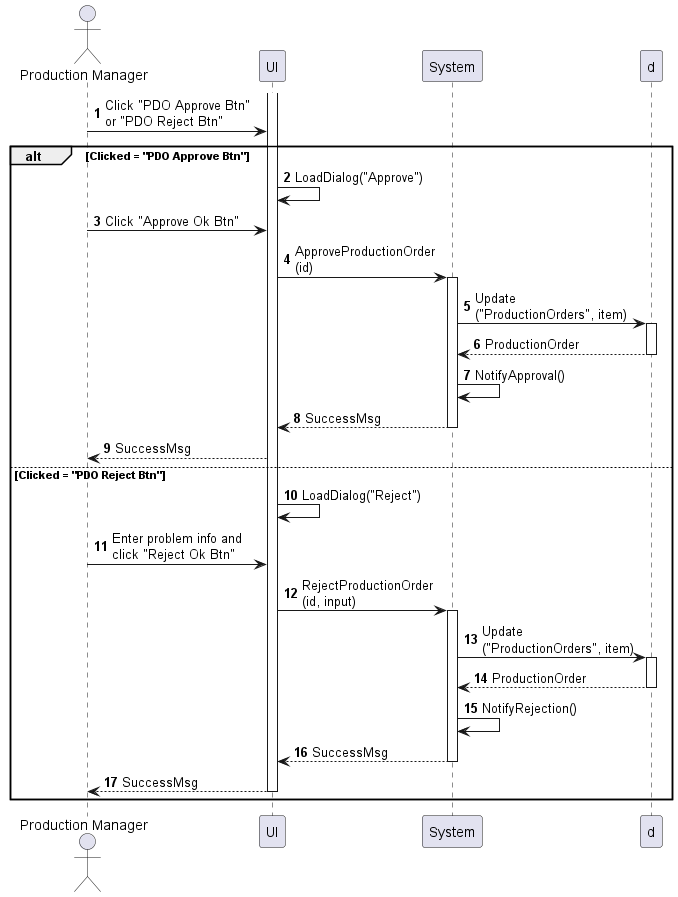 Production Manager
UI
System
d
1 Click "PDO Approve Btn"
or "PDO Reject Btn"
alt [Clicked = "PDO Approve Btn"]
2 LoadDialog("Approve")
3 Click "Approve Ok Btn"
4 ApproveProductionOrder
(id)
5 Update
("ProductionOrders", item)
6 ProductionOrder
7 NotifyApproval()
8 SuccessMsg
9 SuccessMsg
[Clicked = "PDO Reject Btn"]
10 LoadDialog("Reject")
11 Enter problem info and
click "Reject Ok Btn"
12 RejectProductionOrder
(id, input)
13 Update
("ProductionOrders", item)
14 ProductionOrder
15 NotifyRejection()
16 SuccessMsg
17 SuccessMsg
Production Manager
UI
System
d